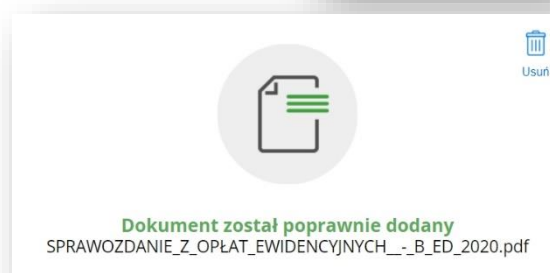 Usuń
Dokument został poprawnie dodany
SPRAWOZDANIE_Z_OPŁAT_EWIDENCYJNYCH__-_B_ED_2020.pdf